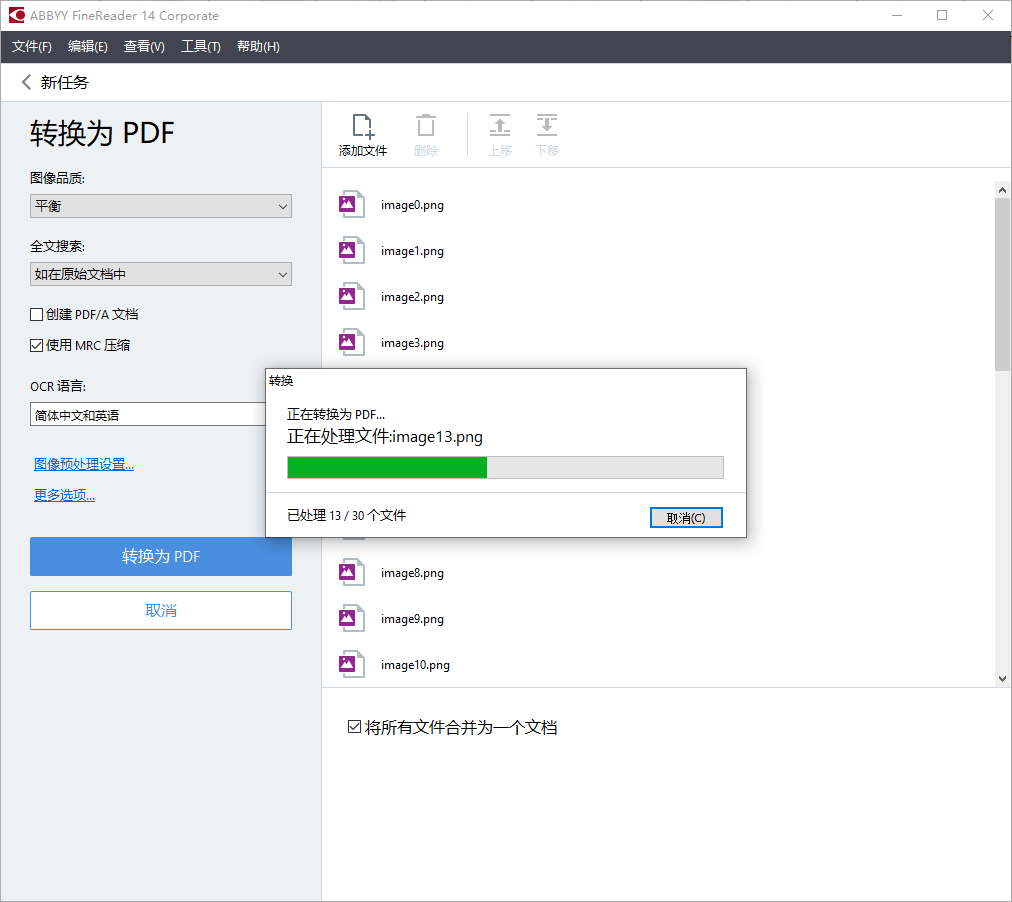 ABBYY FineReader 14 Corporate
文件(F) 编辑(E) 查看(V) 工具(T) 帮助(H)
新任务
转换为 PDF
图像品质:
平衡
全文搜索:
如在原始文档中
创建 PDF/A 文档
使用 MRC 压缩
OCR 语言:
简体中文和英语
图像预处理设置...
更多选项...
转换为 PDF
取消
添加文件 删除 上移 下移
image0.png
image1.png
image2.png
image3.png
转换
正在转换为 PDF...
正在处理文件:image13.png
已处理 13 / 30 个文件
取消(C)
image8.png
image9.png
image10.png
将所有文件合并为一个文档